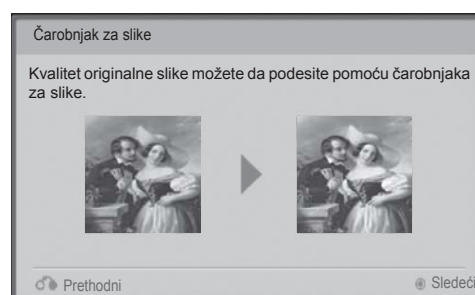 Čarobnjak za slike
Kvalitet originalne slike možete da podesite pomoću čarobnjaka
za slike.
Prethodni
Sledeći